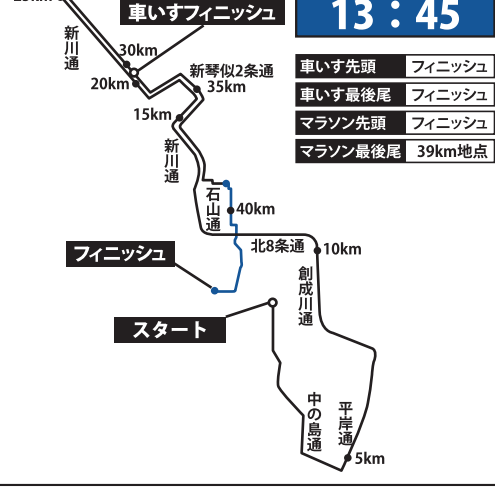 車いすフィニッシュ
13：45
新川通
30km
20km
新琴似2条通
35km
15km
新川通
車いす先頭 フィニッシュ
車いす最後尾 フィニッシュ
マラソン先頭 フィニッシュ
マラソン最後尾 39km地点
石山通
40km
北8条通
10km
フィニッシュ
創成川通
スタート
中の島通
平岸通
5km